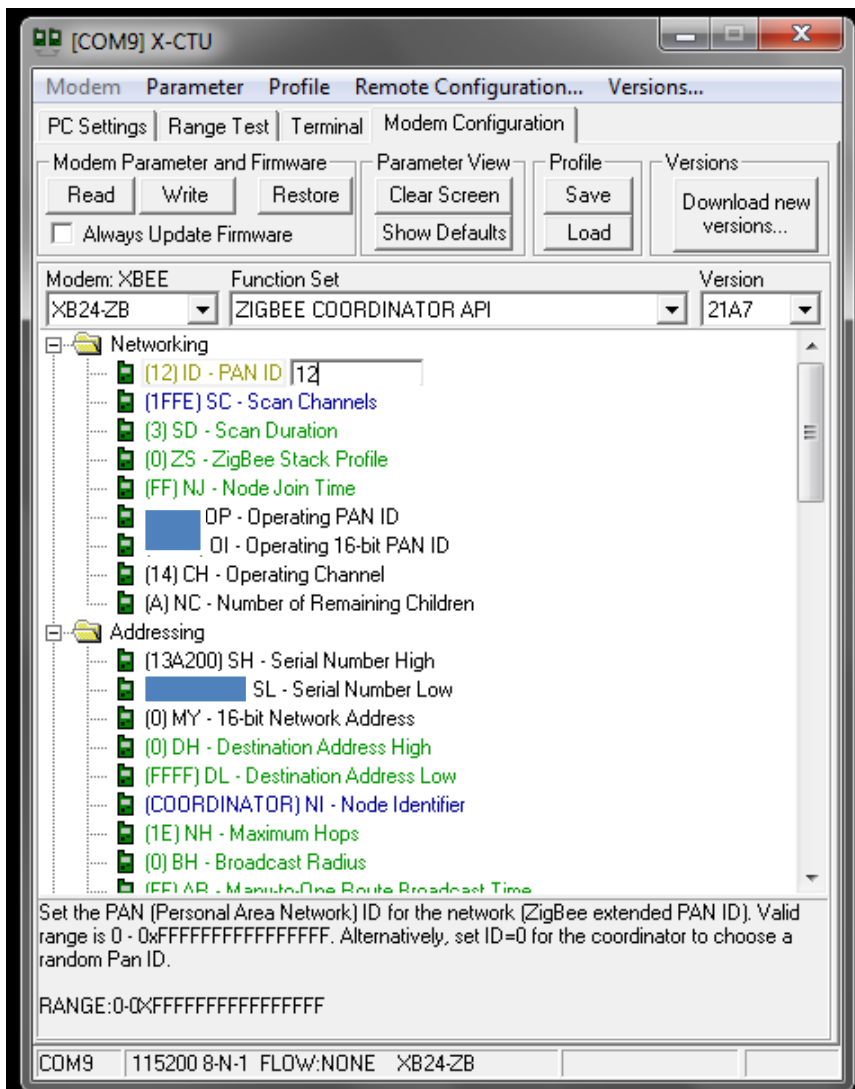 [COM9] X-CTU
Modem Parameter Profile Remote Configuration... Versions...
PC Settings Range Test Terminal Modem Configuration
Modem Parameter and Firmware Parameter View Profile Versions
Read Write Restore Clear Screen Save Download new versions...
Always Update Firmware Show Defaults Load
Modem: XBEE Function Set Version
XB24-ZB ZIGBEE COORDINATOR API 21A7
Networking
(12) ID - PAN ID 12
(1FFE) SC - Scan Channels
(3) SD - Scan Duration
(0) ZS - ZigBee Stack Profile
(FF) NJ - Node Join Time
OP - Operating PAN ID
OI - Operating 16-bit PAN ID
(14) CH - Operating Channel
(A) NC - Number of Remaining Children
Addressing
(13A200) SH - Serial Number High
SL - Serial Number Low
(0) MY - 16-bit Network Address
(0) DH - Destination Address High
(FFFF) DL - Destination Address Low
(COORDINATOR) NI - Node Identifier
(1E) NH - Maximum Hops
(0) BH - Broadcast Radius
(FF) AR - Many-to-One Route Broadcast Time
Set the PAN (Personal Area Network) ID for the network (ZigBee extended PAN ID). Valid
range is 0 - 0xFFFFFFFFFFFFFFFF. Alternatively, set ID=0 for the coordinator to choose a
random Pan ID.
RANGE:0-0XFFFFFFFFFFFFFFFF
COM9 115200 8-N-1 FLOW:NONE XB24-ZB